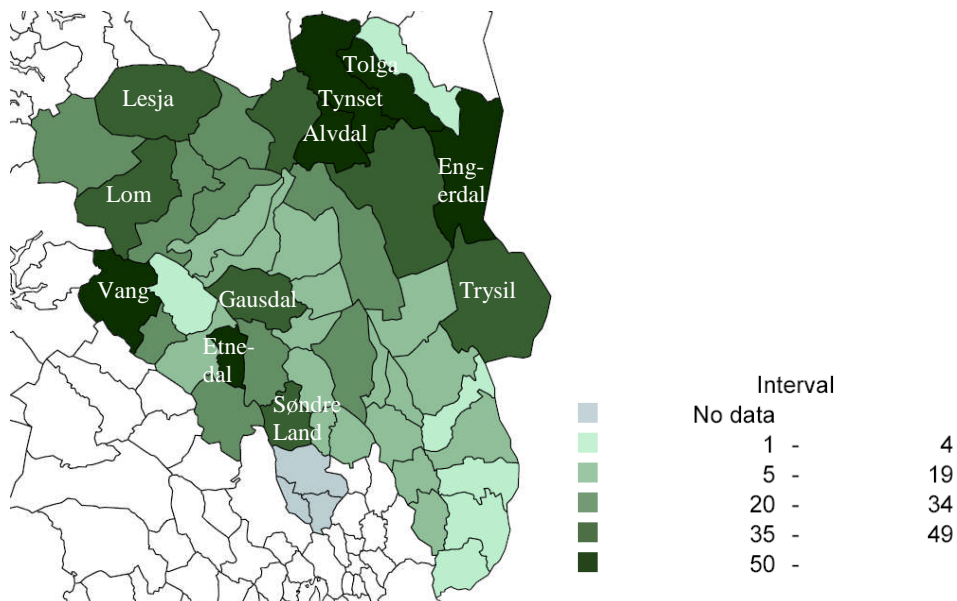 Tolga
Lesja
Tynset
Alvdal
Eng-
erdal
Lom
Vang
Gausdal
Trysil
Etne-
dal
Søndre
Land
Interval
No data
1 - 4
5 - 19
20 - 34
35 - 49
50 -